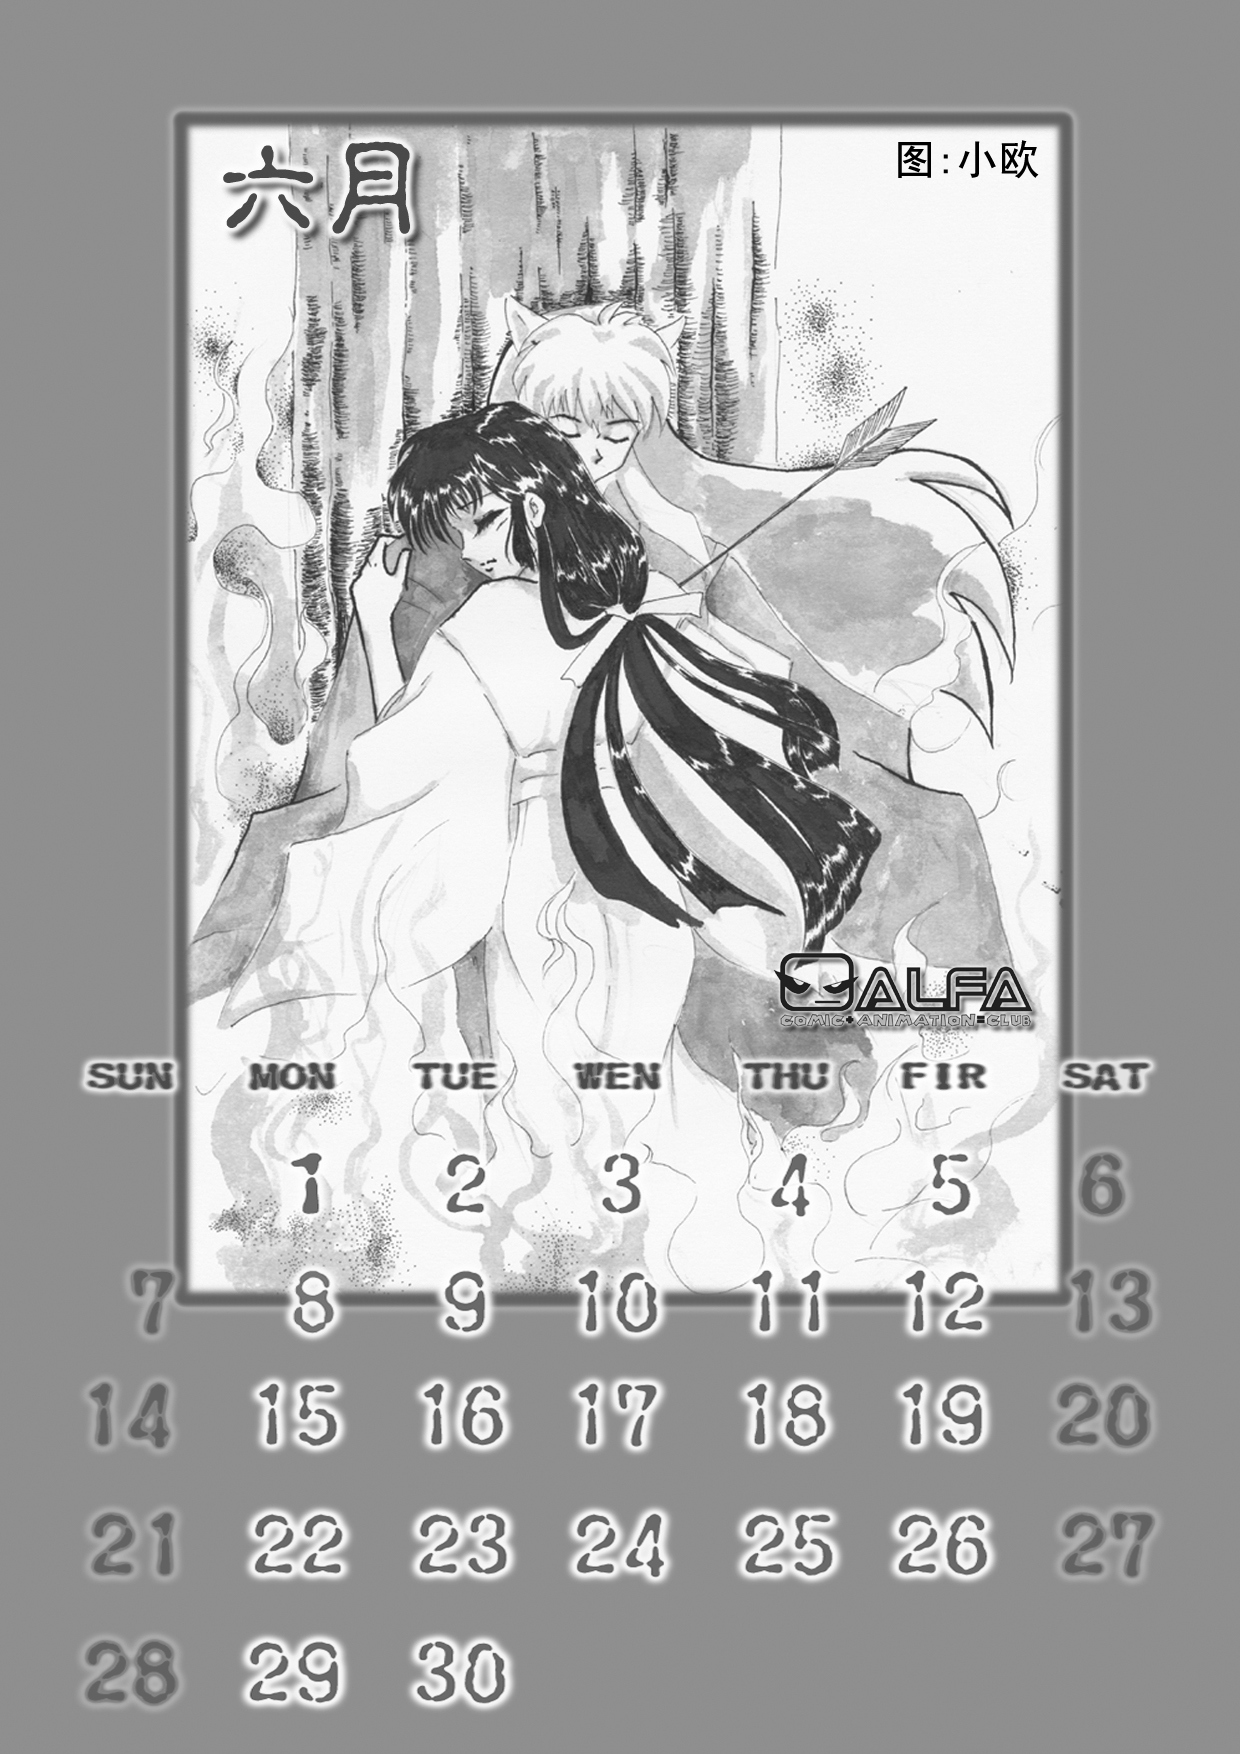 六月
图:小欧
ALFA
COMIC+ANIMATION=CLUB
SUN MON TUE WEN THU FIR SAT
1 2 3 4 5 6
7 8 9 10 11 12 13
14 15 16 17 18 19 20
21 22 23 24 25 26 27
28 29 30